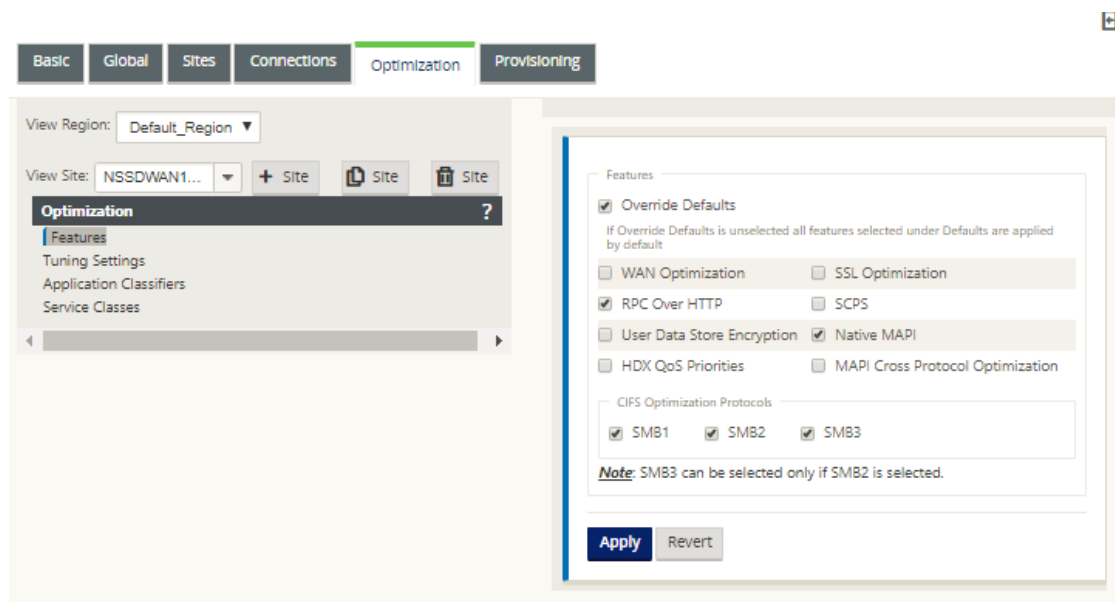 Basic Global Sites Connections Optimization Provisioning
View Region: Default_Region
View Site: NSSDWAN1... + Site Site Site
Optimization ?
Features
Tuning Settings
Application Classifiers
Service Classes
Features
Override Defaults
If Override Defaults is unselected all features selected under Defaults are applied
by default
WAN Optimization SSL Optimization
RPC Over HTTP SCPS
User Data Store Encryption Native MAPI
HDX QoS Priorities MAPI Cross Protocol Optimization
CIFS Optimization Protocols
SMB1 SMB2 SMB3
Note: SMB3 can be selected only if SMB2 is selected.
Apply Revert